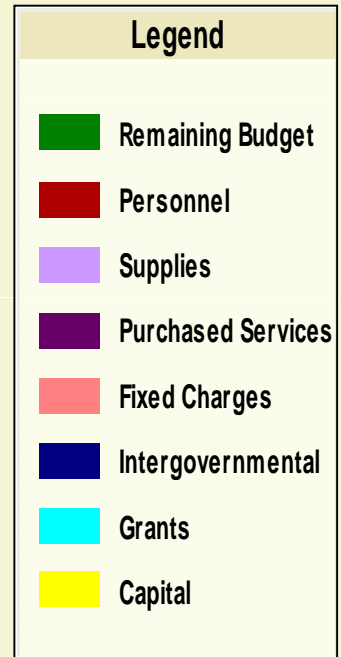 Legend
Remaining Budget
Personnel
Supplies
Purchased Services
Fixed Charges
Intergovernmental
Grants
Capital